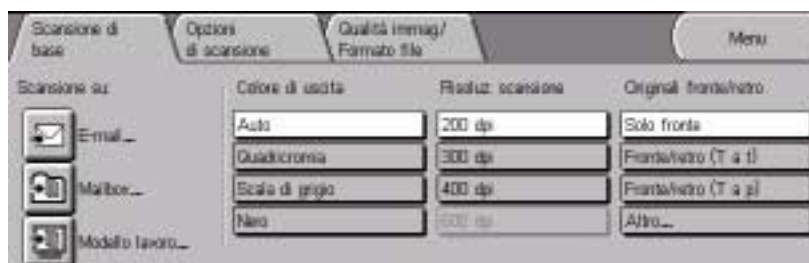 Scansione di base
Opzioni di scansione
Qualità immag./ Formato file
Menu
Scansione su:
Colore di uscita
Risoluz. scansione
Originali fronte/retro
E-mail...
Mailbox...
Modello lavoro...
Auto
Quadricromia
Scala di grigio
Nero
200 dpi
300 dpi
400 dpi
600 dpi
Solo fronte
Fronte/retro (T a t)
Fronte/retro (T a p)
Altro...